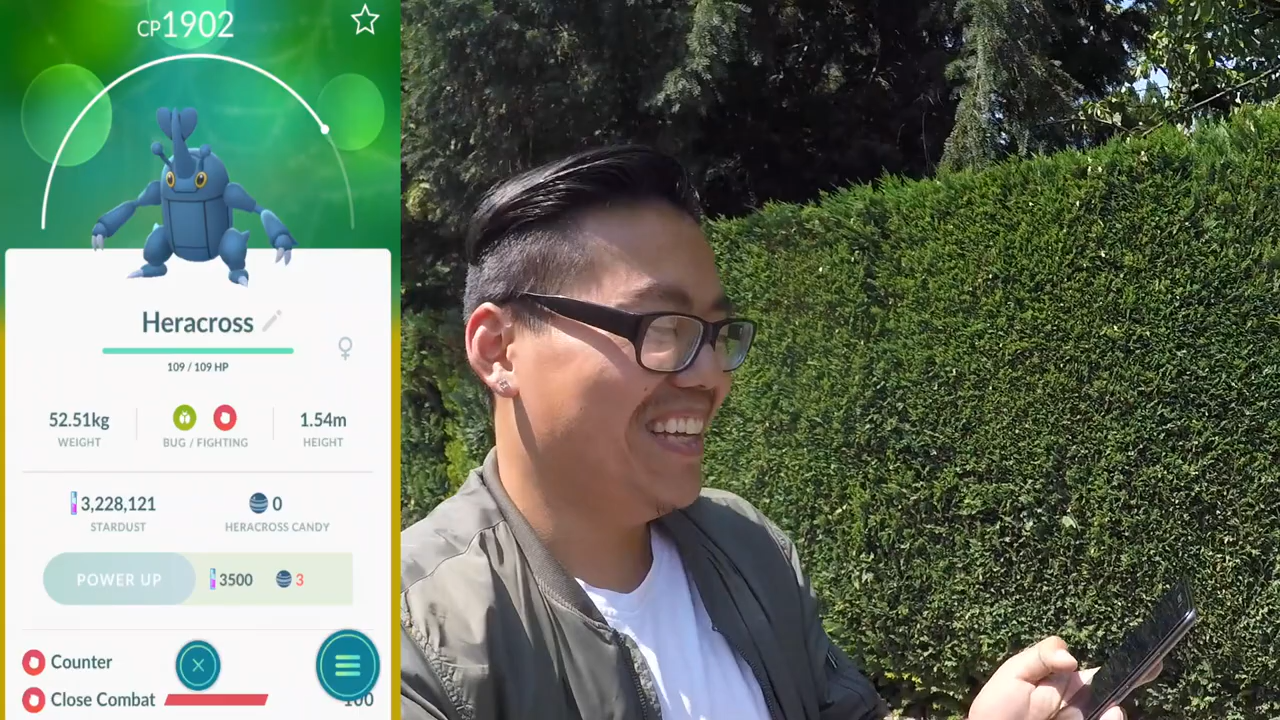 CP1902
Heracross
109 / 109 HP
52.51kg
WEIGHT
BUG / FIGHTING
1.54m
HEIGHT
3,228,121
STARDUST
0
HERACROSS CANDY
POWER UP
3500
3
Counter
Close Combat
100